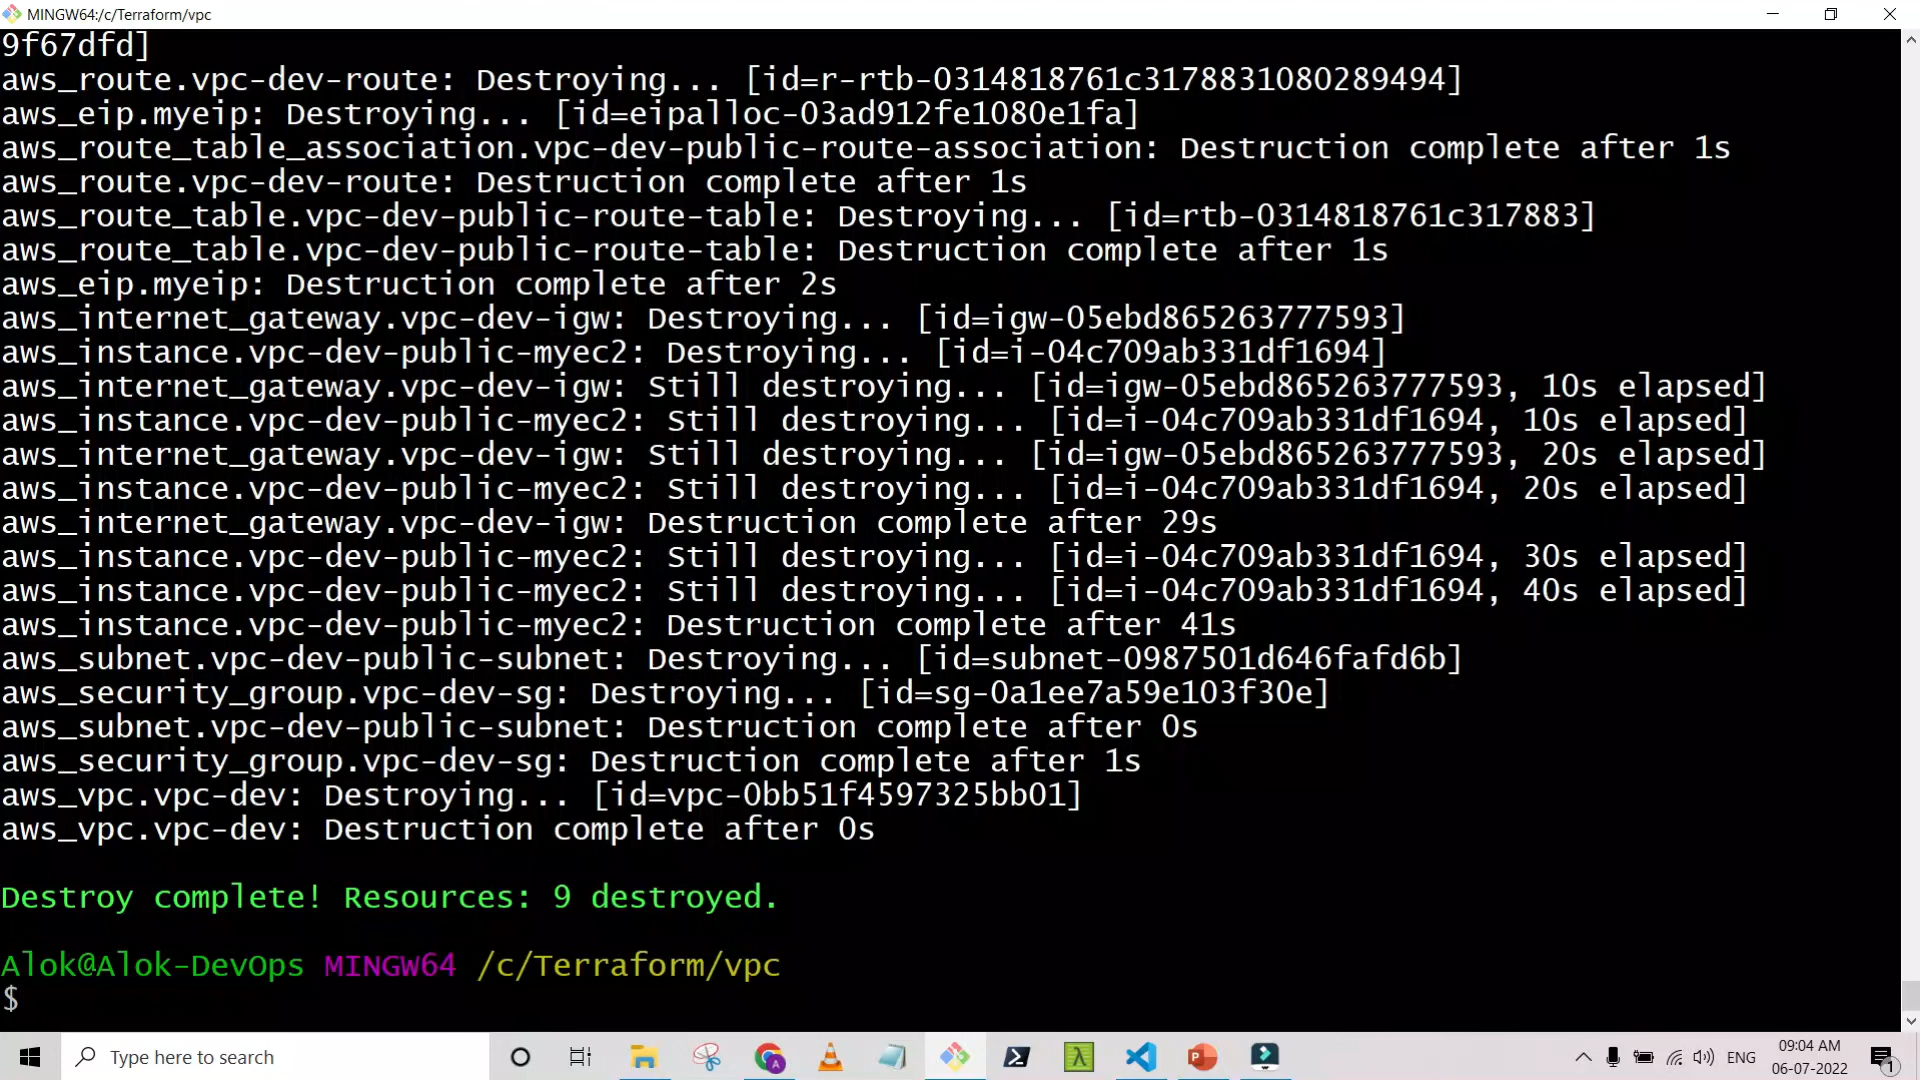 MINGW64:/c/Terraform/vpc
9f67dfd]
aws_route.vpc-dev-route: Destroying... [id=r-rtb-0314818761c3178831080289494]
aws_eip.myeip: Destroying... [id=eipalloc-03ad912fe1080e1fa]
aws_route_table_association.vpc-dev-public-route-association: Destruction complete after 1s
aws_route.vpc-dev-route: Destruction complete after 1s
aws_route_table.vpc-dev-public-route-table: Destroying... [id=rtb-0314818761c317883]
aws_route_table.vpc-dev-public-route-table: Destruction complete after 1s
aws_eip.myeip: Destruction complete after 2s
aws_internet_gateway.vpc-dev-igw: Destroying... [id=igw-05ebd865263777593]
aws_instance.vpc-dev-public-myec2: Destroying... [id=i-04c709ab331df1694]
aws_internet_gateway.vpc-dev-igw: Still destroying... [id=igw-05ebd865263777593, 10s elapsed]
aws_instance.vpc-dev-public-myec2: Still destroying... [id=i-04c709ab331df1694, 10s elapsed]
aws_internet_gateway.vpc-dev-igw: Still destroying... [id=igw-05ebd865263777593, 20s elapsed]
aws_instance.vpc-dev-public-myec2: Still destroying... [id=i-04c709ab331df1694, 20s elapsed]
aws_internet_gateway.vpc-dev-igw: Destruction complete after 29s
aws_instance.vpc-dev-public-myec2: Still destroying... [id=i-04c709ab331df1694, 30s elapsed]
aws_instance.vpc-dev-public-myec2: Still destroying... [id=i-04c709ab331df1694, 40s elapsed]
aws_instance.vpc-dev-public-myec2: Destruction complete after 41s
aws_subnet.vpc-dev-public-subnet: Destroying... [id=subnet-0987501d646fafd6b]
aws_security_group.vpc-dev-sg: Destroying... [id=sg-0a1ee7a59e103f30e]
aws_subnet.vpc-dev-public-subnet: Destruction complete after 0s
aws_security_group.vpc-dev-sg: Destruction complete after 1s
aws_vpc.vpc-dev: Destroying... [id=vpc-0bb51f4597325bb01]
aws_vpc.vpc-dev: Destruction complete after 0s
Destroy complete! Resources: 9 destroyed.
Alok@Alok-DevOps MINGW64 /c/Terraform/vpc
$
Type here to search
ENG
09:04 AM
06-07-2022
1